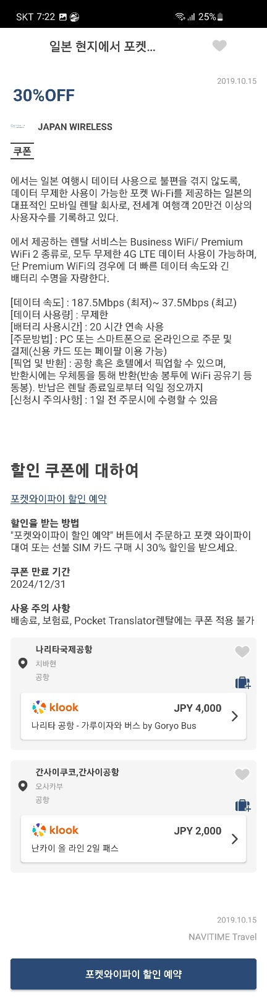 SKT 7:22 25%
일본 현지에서 포켓...
2019.10.15
30%OFF
JAPAN WIRELESS
쿠폰
에서는 일본 여행시 데이터 사용으로 불편을 겪지 않도록,
데이터 무제한 사용이 가능한 포켓 Wi-Fi를 제공하는 일본의
대표적인 모바일 렌탈 회사로, 전세계 여행객 20만건 이상의
사용자수를 기록하고 있다.
에서 제공하는 렌탈 서비스는 Business WiFi/ Premium
WiFi 2 종류로, 모두 무제한 4G LTE 데이터 사용이 가능하며,
단 Premium WiFi의 경우에 더 빠른 데이터 속도와 긴
배터리 수명을 자랑한다.
[데이터 속도] : 187.5Mbps (최저)~ 37.5Mbps (최고)
[데이터 사용량] : 무제한
[배터리 사용시간] : 20 시간 연속 사용
[주문방법] : PC 또는 스마트폰으로 온라인으로 주문 및
결제(신용 카드 또는 페이팔 이용 가능)
[픽업 및 반환] : 공항 혹은 호텔에서 픽업할 수 있으며,
반환시에는 우체통을 통해 반환(반송 봉투에 WiFi 공유기 등
동봉). 반납은 렌탈 종료일로부터 익일 정오까지
[신청시 주의사항] : 1일 전 주문시에 수령할 수 있음
할인 쿠폰에 대하여
포켓와이파이 할인 예약
할인을 받는 방법
"포켓와이파이 할인 예약" 버튼에서 주문하고 포켓 와이파이
대여 또는 선불 SIM 카드 구매 시 30% 할인을 받으세요.
쿠폰 만료 기간
2024/12/31
사용 주의 사항
배송료, 보험료, Pocket Translator렌탈에는 쿠폰 적용 불가
나리타국제공항
치바현
공항
klook JPY 4,000
나리타 공항 - 가루이자와 버스 by Goryo Bus
간사이쿠코,간사이공항
오사카부
공항
klook JPY 2,000
난카이 올 라인 2일 패스
2019.10.15
NAVITIME Travel
포켓와이파이 할인 예약